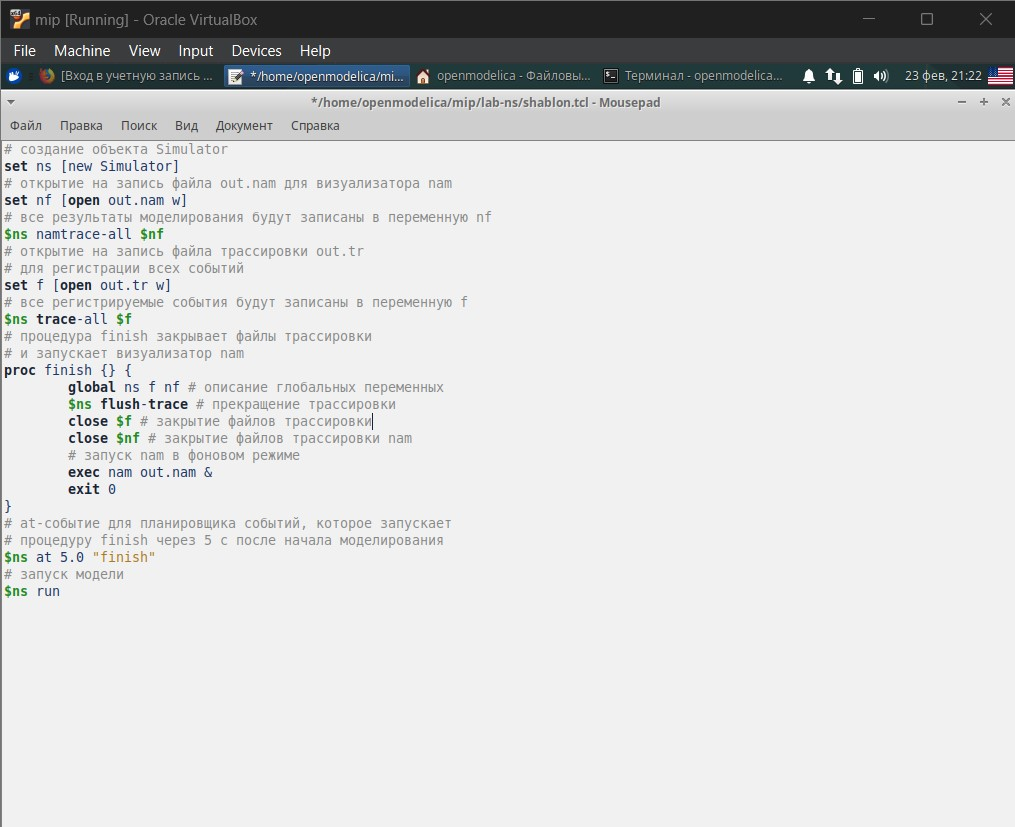 mip [Running] - Oracle VirtualBox
File Machine View Input Devices Help
[Вход в учетную запись ... */home/openmodelica/mi... openmodelica - Файловы... Терминал - openmodelica... 23 фев, 21:22
*/home/openmodelica/mip/lab-ns/shablon.tcl - Mousepad
Файл Правка Поиск Вид Документ Справка
# создание объекта Simulator
set ns [new Simulator]
# открытие на запись файла out.nam для визуализатора nam
set nf [open out.nam w]
# все результаты моделирования будут записаны в переменную nf
$ns namtrace-all $nf
# открытие на запись файла трассировки out.tr
# для регистрации всех событий
set f [open out.tr w]
# все регистрируемые события будут записаны в переменную f
$ns trace-all $f
# процедура finish закрывает файлы трассировки
# и запускает визуализатор nam
proc finish {} {
global ns f nf # описание глобальных переменных
$ns flush-trace # прекращение трассировки
close $f # закрытие файлов трассировки
close $nf # закрытие файлов трассировки nam
# запуск nam в фоновом режиме
exec nam out.nam &
exit 0
}
# at-событие для планировщика событий, которое запускает
# процедуру finish через 5 с после начала моделирования
$ns at 5.0 "finish"
# запуск модели
$ns run